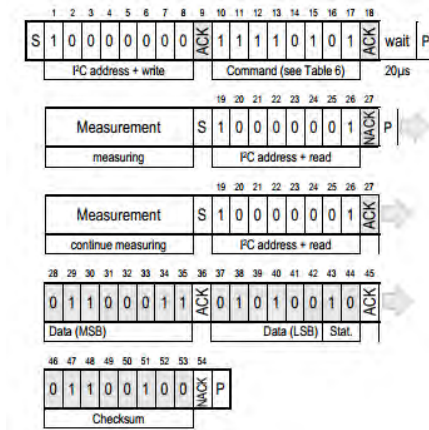 1 2 3 4 5 6 7 8 9 10 11 12 13 14 15 16 17 18
S 1 0 0 0 0 0 0 0 ACK 1 1 1 1 0 1 0 1 ACK wait P
I²C address + write Command (see Table 6) 20µs
19 20 21 22 23 24 25 26 27
Measurement S 1 0 0 0 0 0 0 1 NACK P
measuring I²C address + read
19 20 21 22 23 24 25 26 27
Measurement S 1 0 0 0 0 0 0 1 ACK
continue measuring I²C address + read
28 29 30 31 32 33 34 35 36 37 38 39 40 41 42 43 44 45
0 1 1 0 0 0 1 1 ACK 0 1 0 1 0 0 1 0 ACK
Data (MSB) Data (LSB) Stat.
46 47 48 49 50 51 52 53 54
0 1 1 0 0 1 0 0 NACK P
Checksum